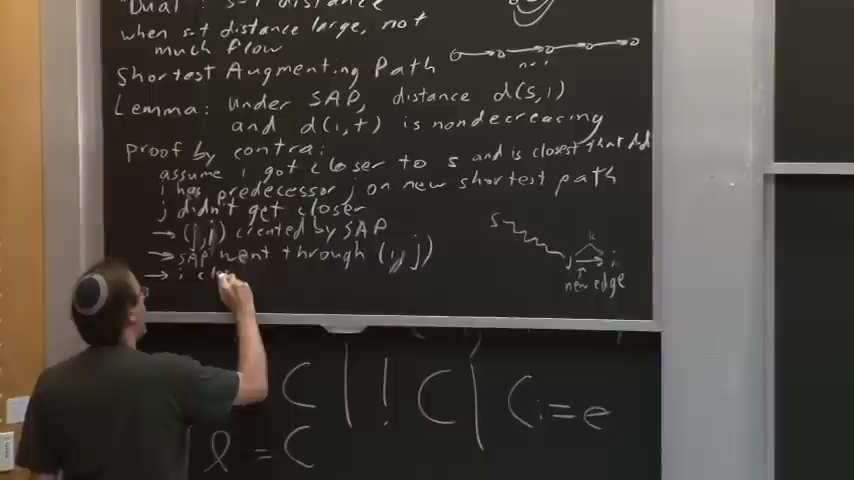 "Dual": s-t distance
when s-t distance large, not
much flow
Shortest Augmenting Path
Lemma: Under SAP, distance d(s,i)
and d(i,t) is nondecreasing
proof by contra:
assume i got closer to s and is closest that did
i has predecessor j on new shortest path
j didn't get closer
→ (j,i) created by SAP
→ SAP went through (i,j)
→ i clo
n-1
s
k
j
i
new edge
C | ! C | C i = e
l = C